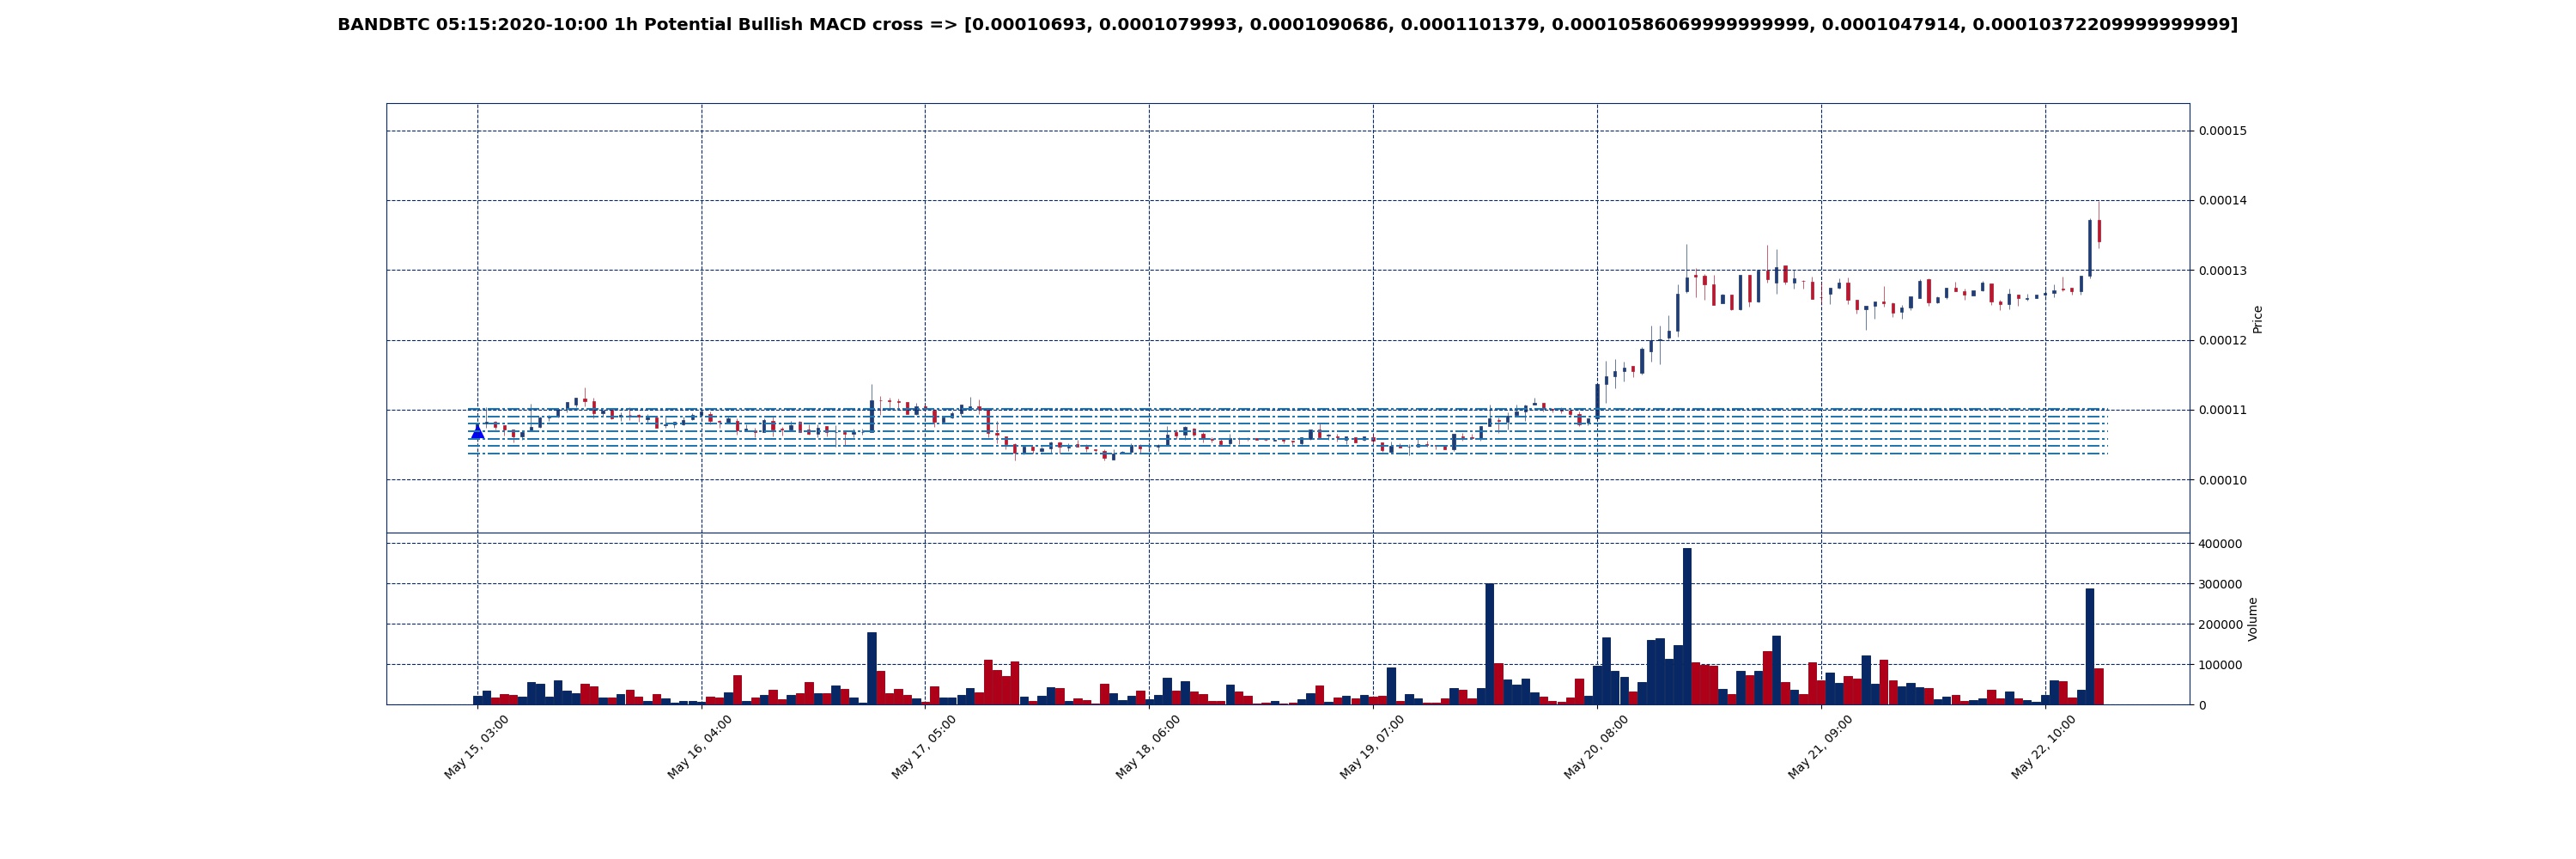 BANDBTC 05:15:2020-10:00 1h Potential Bullish MACD cross => [0.00010693, 0.0001079993, 0.0001090686, 0.0001101379, 0.00010586069999999999, 0.0001047914, 0.00010372209999999999]
0.00015
0.00014
0.00013
0.00012
0.00011
0.00010
Price
400000
300000
200000
100000
0
Volume
May 15, 03:00
May 16, 04:00
May 17, 05:00
May 18, 06:00
May 19, 07:00
May 20, 08:00
May 21, 09:00
May 22, 10:00